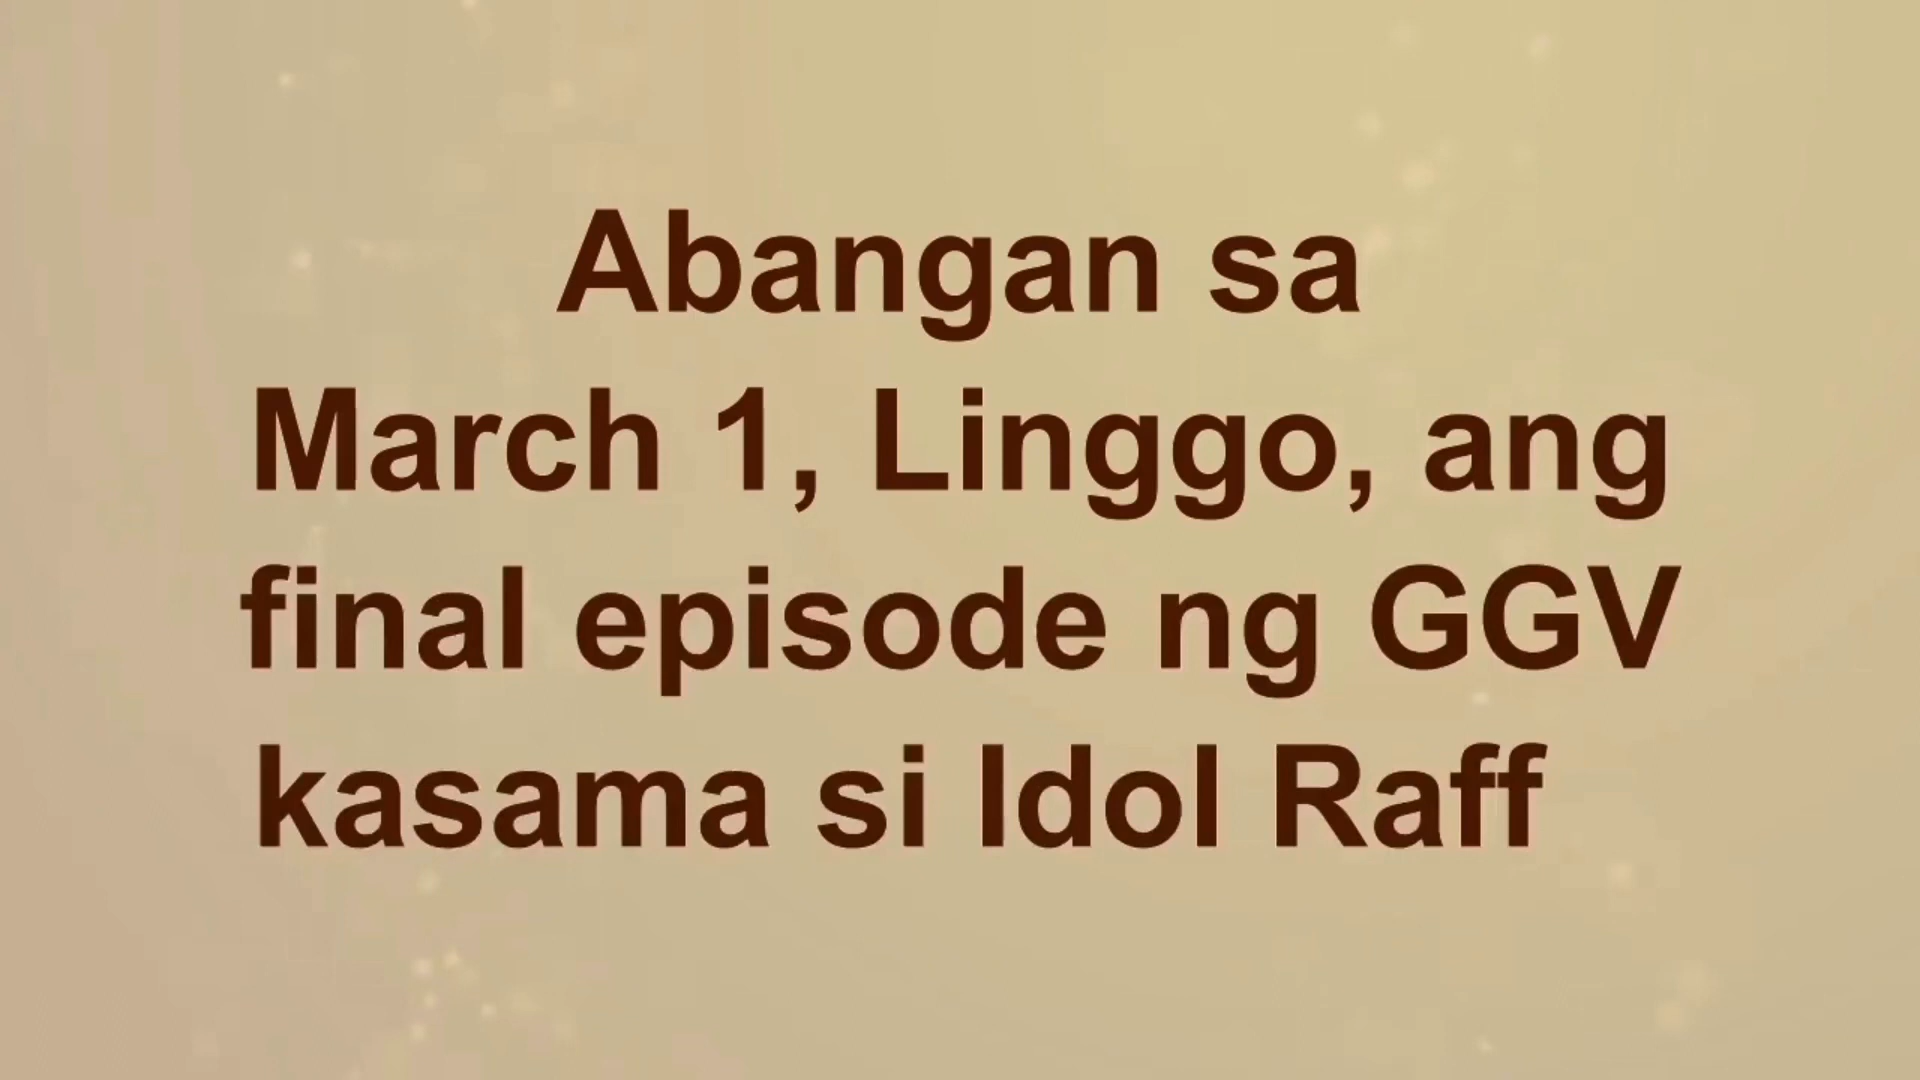 Abangan sa
March 1, Linggo, ang
final episode ng GGV
kasama si Idol Raff